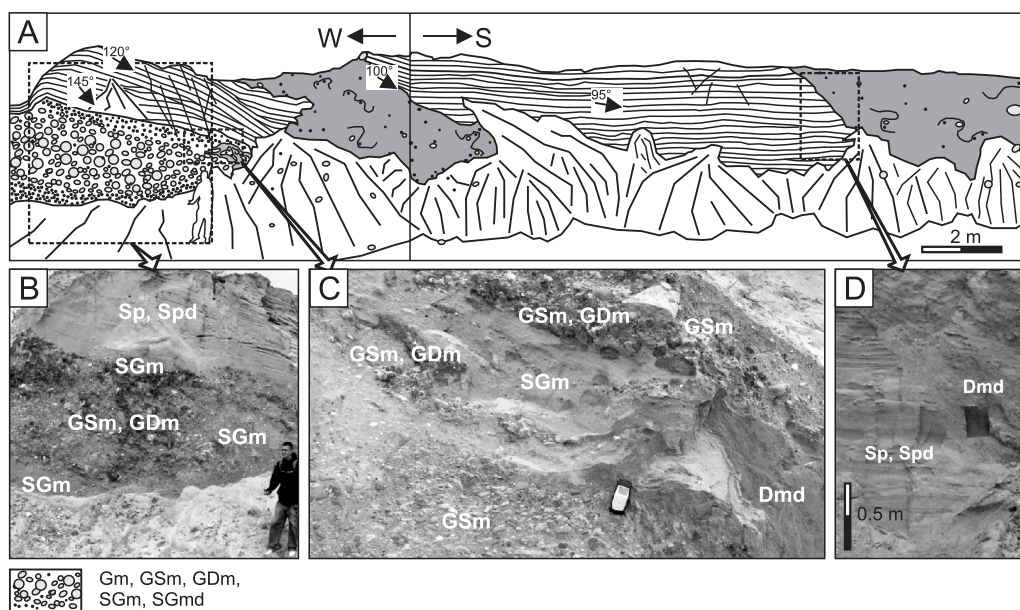 A
W S
120°
145°
100°
95°
2 m
B
Sp, Spd
SGm
GSm, GDm
SGm
SGm
C
GSm, GDm
GSm
GSm, GDm
SGm
GSm
Dmd
D
Dmd
Sp, Spd
0.5 m
Gm, GSm, GDm,
SGm, SGmd